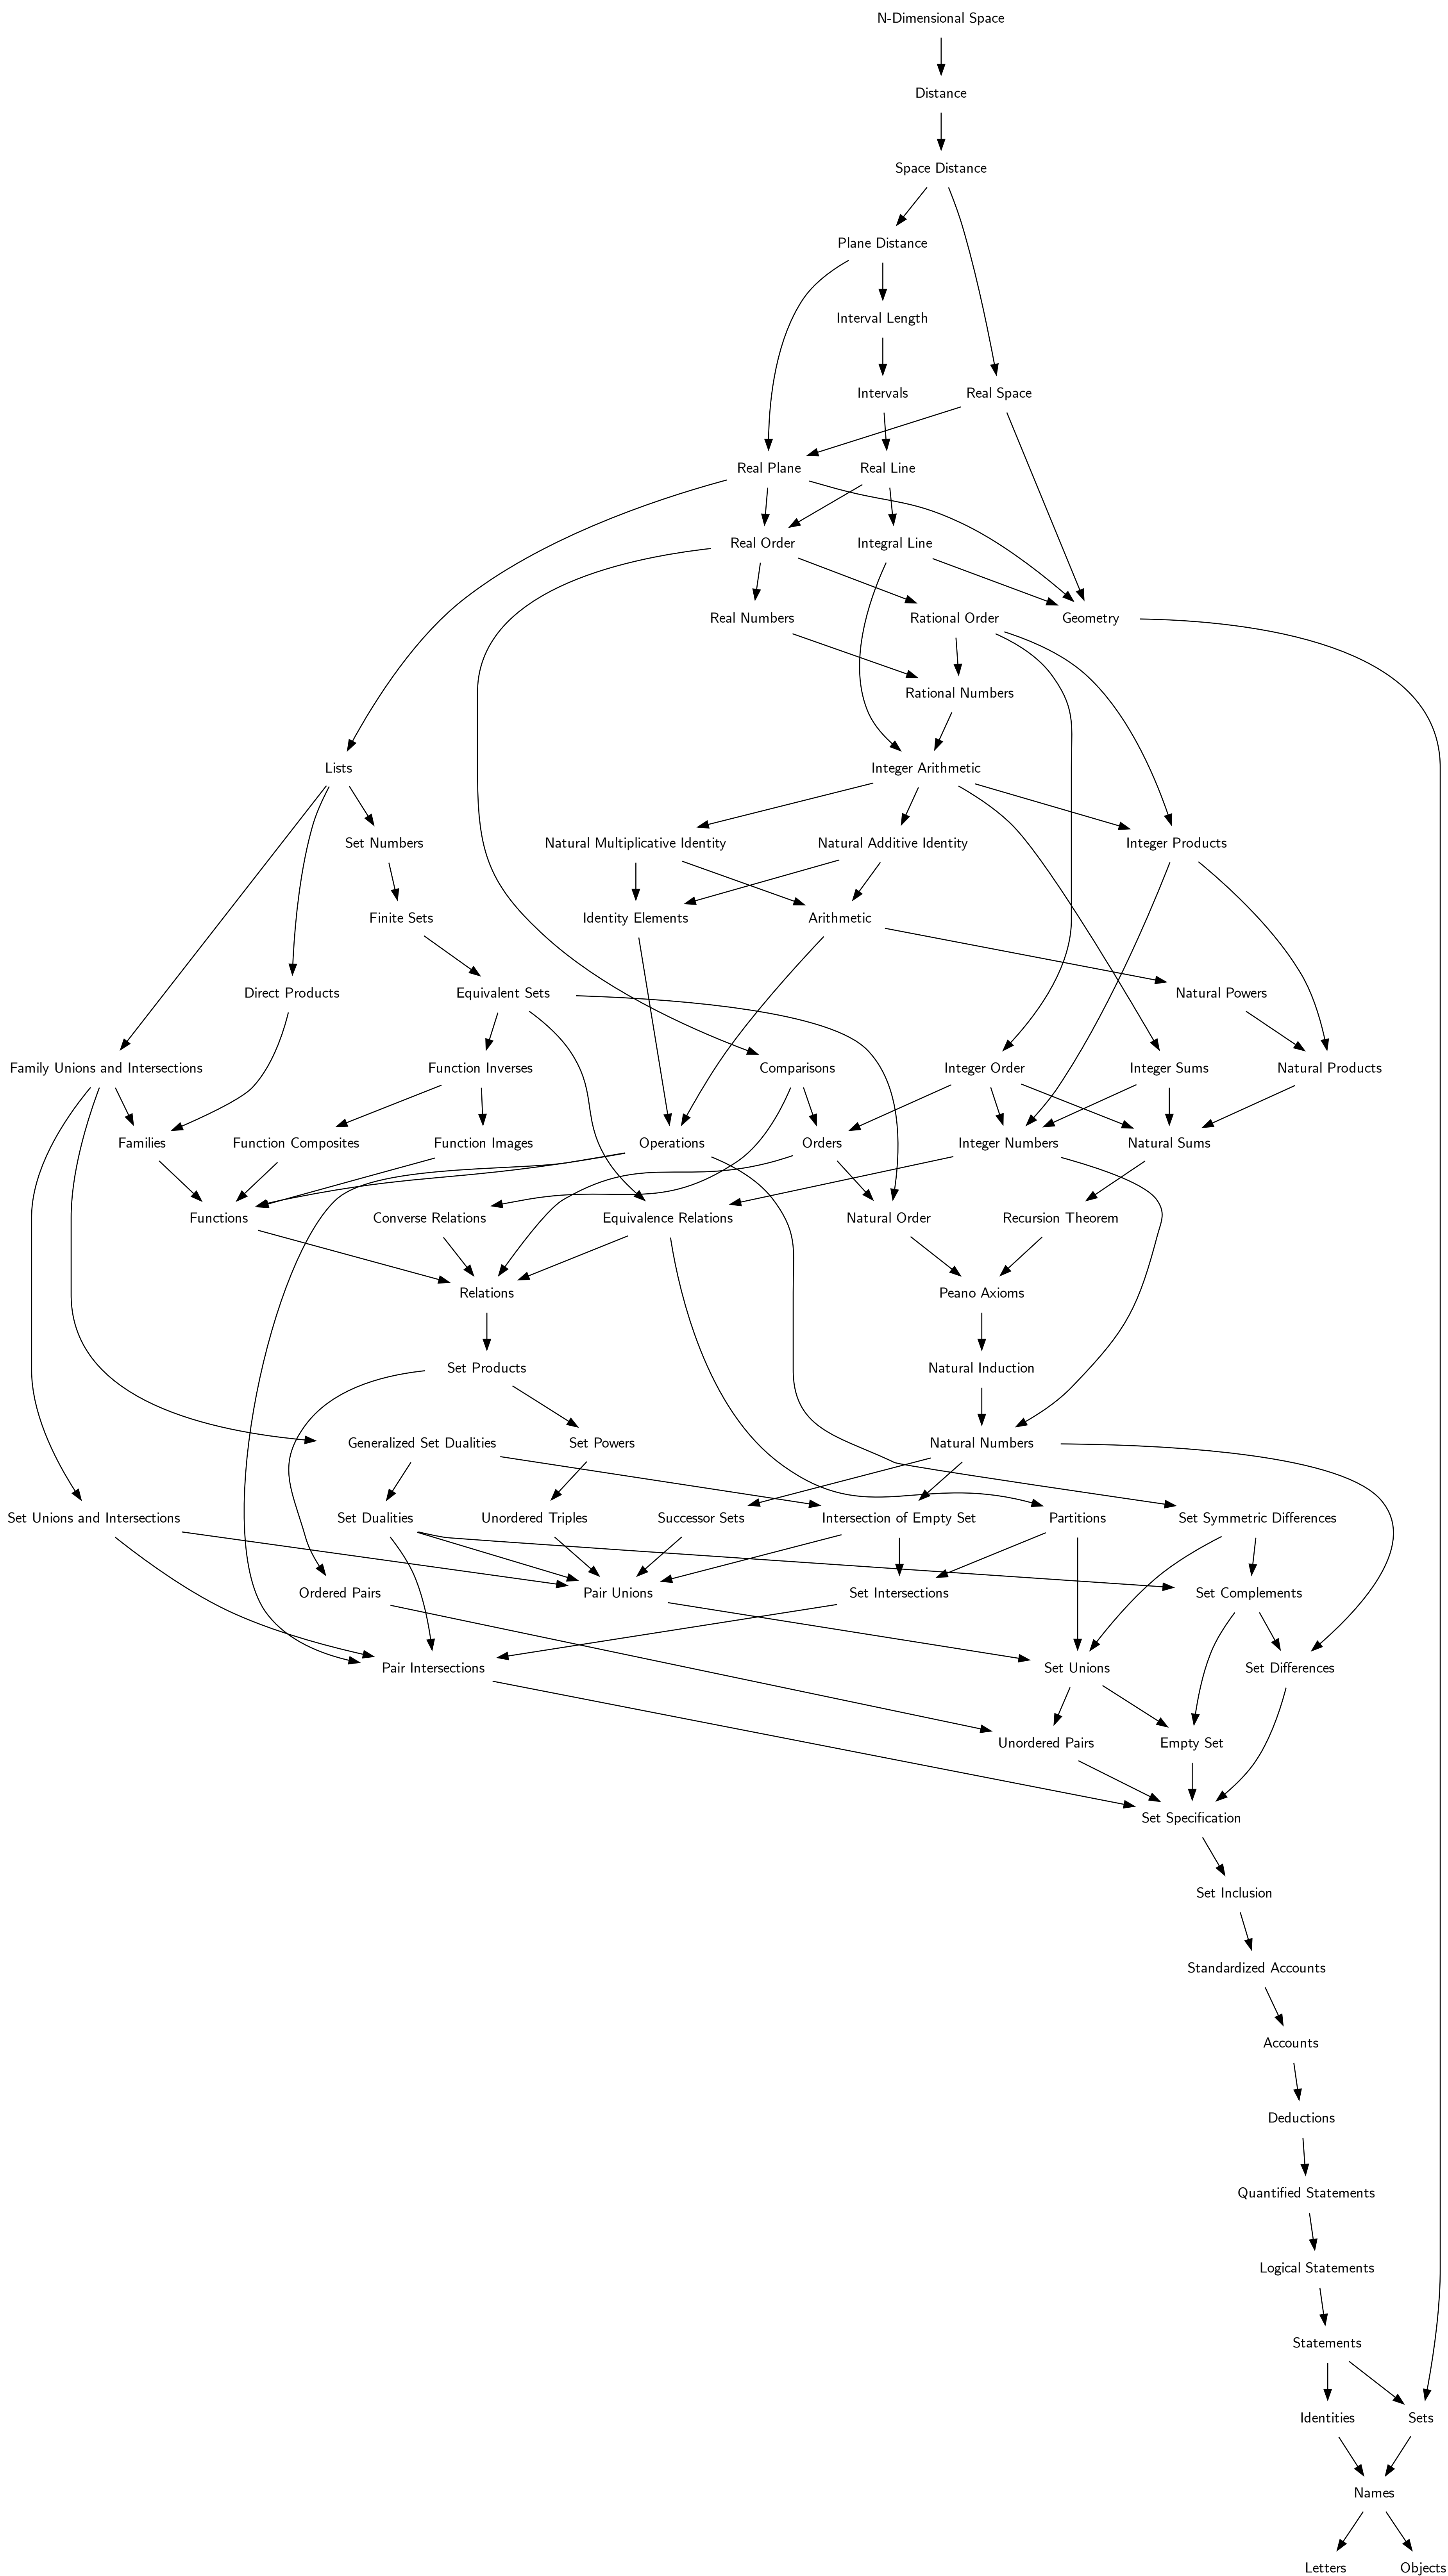 N-Dimensional Space
Distance
Space Distance
Plane Distance
Interval Length
Intervals
Real Space
Real Plane
Real Line
Real Order
Integral Line
Real Numbers
Rational Order
Geometry
Rational Numbers
Lists
Integer Arithmetic
Set Numbers
Natural Multiplicative Identity
Natural Additive Identity
Integer Products
Finite Sets
Identity Elements
Arithmetic
Direct Products
Equivalent Sets
Natural Powers
Family Unions and Intersections
Function Inverses
Comparisons
Integer Order
Integer Sums
Natural Products
Families
Function Composites
Function Images
Operations
Orders
Integer Numbers
Natural Sums
Functions
Converse Relations
Equivalence Relations
Natural Order
Recursion Theorem
Relations
Peano Axioms
Set Products
Natural Induction
Generalized Set Dualities
Set Powers
Natural Numbers
Set Unions and Intersections
Set Dualities
Unordered Triples
Successor Sets
Intersection of Empty Set
Partitions
Set Symmetric Differences
Ordered Pairs
Pair Unions
Set Intersections
Set Complements
Pair Intersections
Set Unions
Set Differences
Unordered Pairs
Empty Set
Set Specification
Set Inclusion
Standardized Accounts
Accounts
Deductions
Quantified Statements
Logical Statements
Statements
Identities
Sets
Names
Letters
Objects